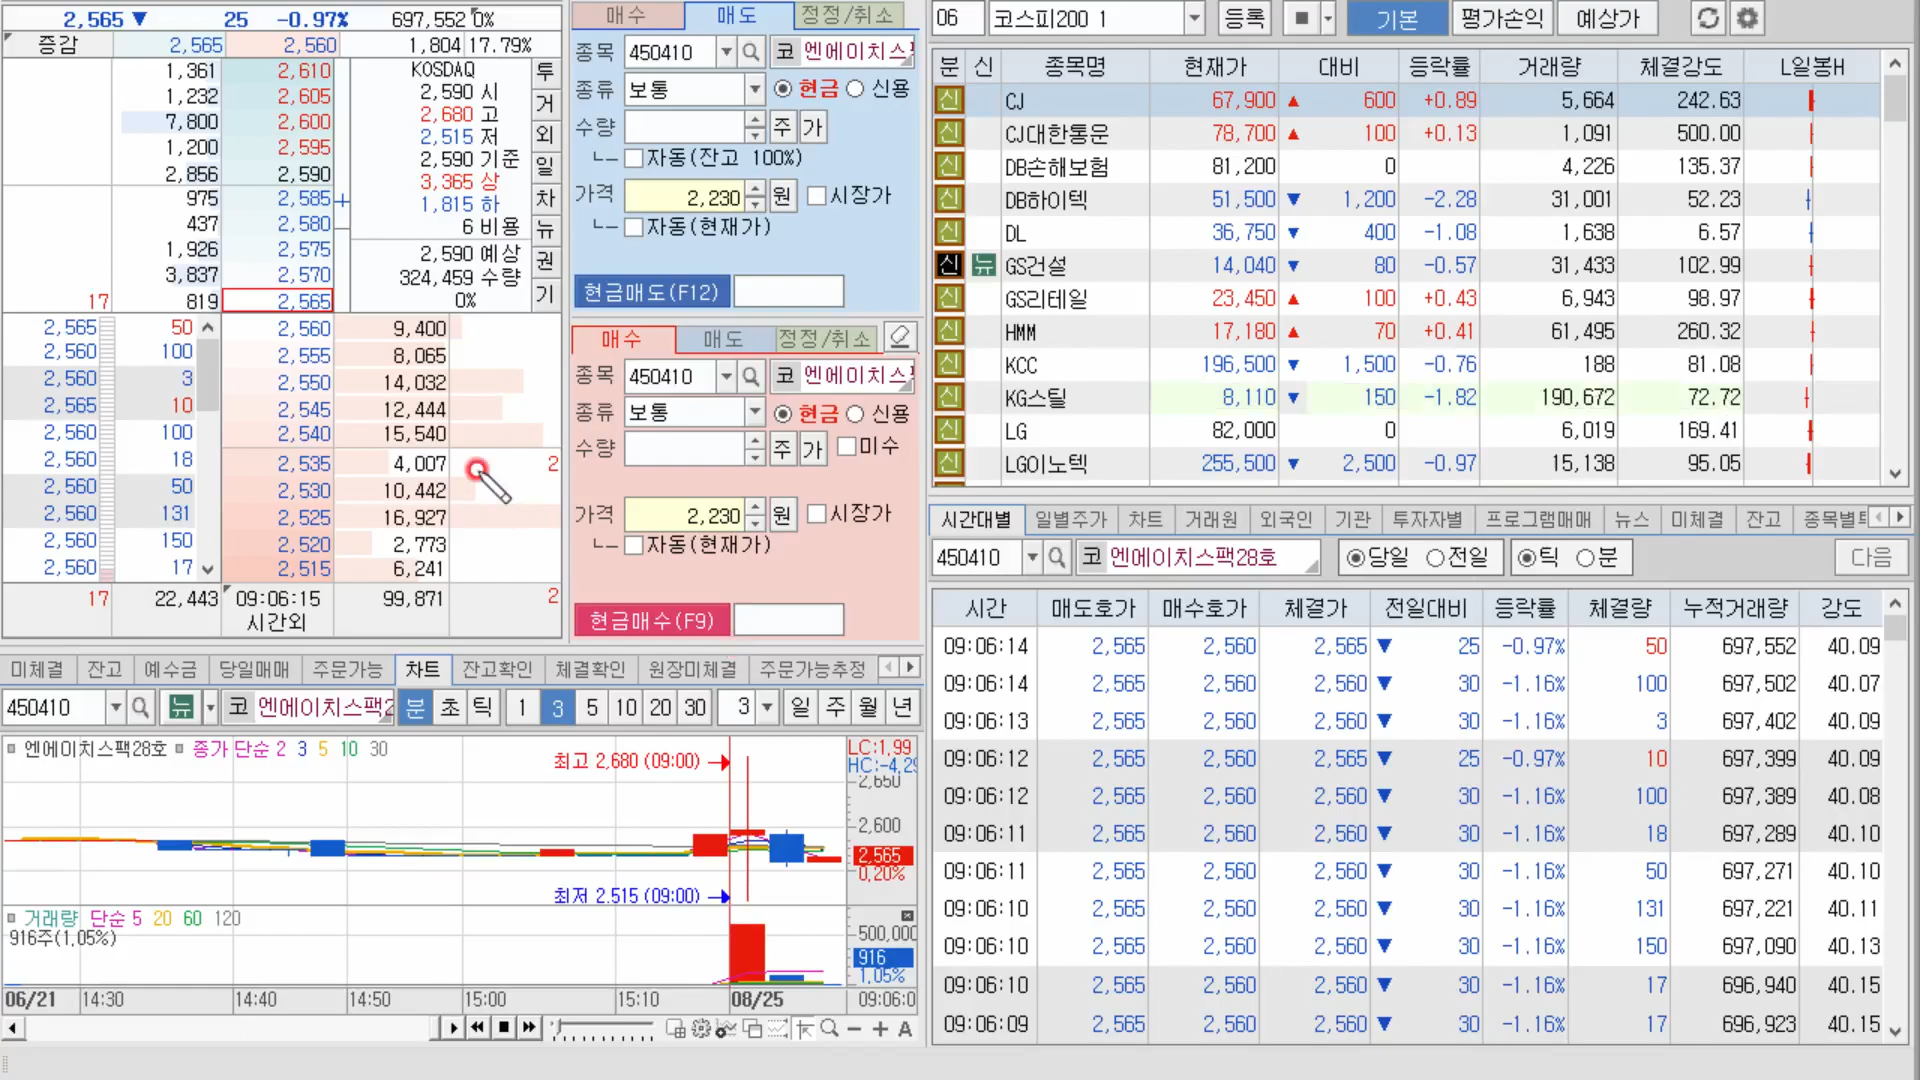 2,565 ▼ 25 -0.97% 697,552 0%
증감 2,565 2,560 1,804 17.79%
1,361 2,610 KOSDAQ 투
1,232 2,605 2,590 시
7,800 2,600 2,680 고 거
1,200 2,595 2,515 저 외
2,856 2,590 2,590 기준 일
975 2,585 3,365 상
437 2,580 1,815 하 차
1,926 2,575 6 비용 뉴
3,837 2,570 2,590 예상 권
17 819 2,565 324,459 수량 기
0%
2,565 50 2,560 9,400
2,560 100 2,555 8,065
2,560 3 2,550 14,032
2,565 10 2,545 12,444
2,560 100 2,540 15,540
2,560 18 2,535 4,007 2
2,560 50 2,530 10,442
2,560 131 2,525 16,927
2,560 150 2,520 2,773
2,560 17 2,515 6,241
17 22,443 09:06:15 99,871 2
시간외
매수 매도 정정/취소
종목 450410 코 엔에이치스팩
종류 보통 현금 신용
수량 주 가
자동(잔고 100%)
가격 2,230 원 시장가
자동(현재가)
현금매도(F12)
매수 매도 정정/취소
종목 450410 코 엔에이치스팩
종류 보통 현금 신용
수량 주 가 미수
가격 2,230 원 시장가
자동(현재가)
현금매수(F9)
06 코스피200 1 등록 기본 평가손익 예상가
분 신 종목명 현재가 대비 등락률 거래량 체결강도 L일봉H
신 CJ 67,900 ▲ 600 +0.89 5,664 242.63
신 CJ대한통운 78,700 ▲ 100 +0.13 1,091 500.00
신 DB손해보험 81,200 0 4,226 135.37
신 DB하이텍 51,500 ▼ 1,200 -2.28 31,001 52.23
신 DL 36,750 ▼ 400 -1.08 1,638 6.57
신 뉴 GS건설 14,040 ▼ 80 -0.57 31,433 102.99
신 GS리테일 23,450 ▲ 100 +0.43 6,943 98.97
신 HMM 17,180 ▲ 70 +0.41 61,495 260.32
신 KCC 196,500 ▼ 1,500 -0.76 188 81.08
신 KG스틸 8,110 ▼ 150 -1.82 190,672 72.72
신 LG 82,000 0 6,019 169.41
신 LG이노텍 255,500 ▼ 2,500 -0.97 15,138 95.05
시간대별 일별주가 차트 거래원 외국인 기관 투자자별 프로그램매매 뉴스 미체결 잔고 종목별
450410 코 엔에이치스팩28호 당일 전일 틱 분 다음
시간 매도호가 매수호가 체결가 전일대비 등락률 체결량 누적거래량 강도
09:06:14 2,565 2,560 2,565 ▼ 25 -0.97% 50 697,552 40.09
09:06:14 2,565 2,560 2,560 ▼ 30 -1.16% 100 697,502 40.07
09:06:13 2,565 2,560 2,560 ▼ 30 -1.16% 3 697,402 40.09
09:06:12 2,565 2,560 2,565 ▼ 25 -0.97% 10 697,399 40.09
09:06:12 2,565 2,560 2,560 ▼ 30 -1.16% 100 697,389 40.08
09:06:11 2,565 2,560 2,560 ▼ 30 -1.16% 18 697,289 40.10
09:06:11 2,565 2,560 2,560 ▼ 30 -1.16% 50 697,271 40.10
09:06:10 2,565 2,560 2,560 ▼ 30 -1.16% 131 697,221 40.11
09:06:10 2,565 2,560 2,560 ▼ 30 -1.16% 150 697,090 40.13
09:06:10 2,565 2,560 2,560 ▼ 30 -1.16% 17 696,940 40.15
09:06:09 2,565 2,560 2,560 ▼ 30 -1.16% 17 696,923 40.15
미체결 잔고 예수금 당일매매 주문가능 차트 잔고확인 체결확인 원장미체결 주문가능추정
450410 뉴 코 엔에이치스팩2 분 초 틱 1 3 5 10 20 30 3 일 주 월 년
엔에이치스팩28호 종가 단순 2 3 5 10 30
최고 2,680 (09:00)
LC:1,99
HC:-4,29
2,650
2,600
2,565
0,20%
최저 2.515 (09:00)
거래량 단순 5 20 60 120
916주(1,05%)
500,000
916
1,05%
06/21 14:30 14:40 14:50 15:00 15:10 08/25 09:06:0
A